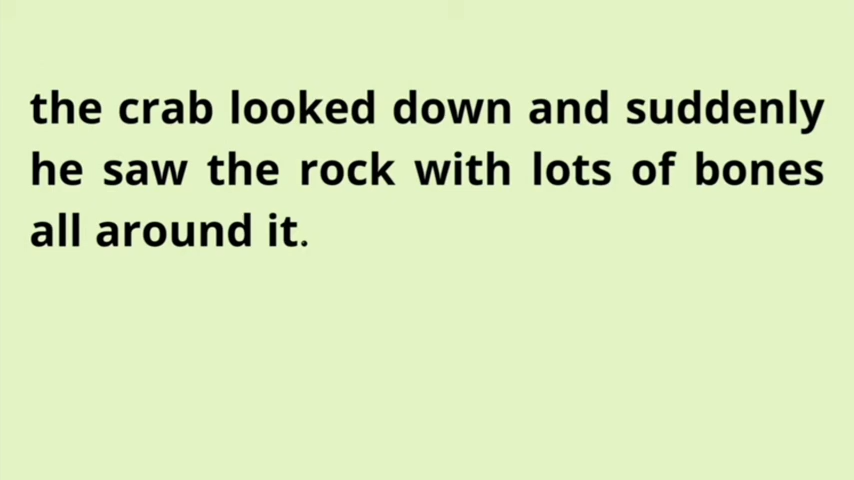 the crab looked down and suddenly
he saw the rock with lots of bones
all around it.